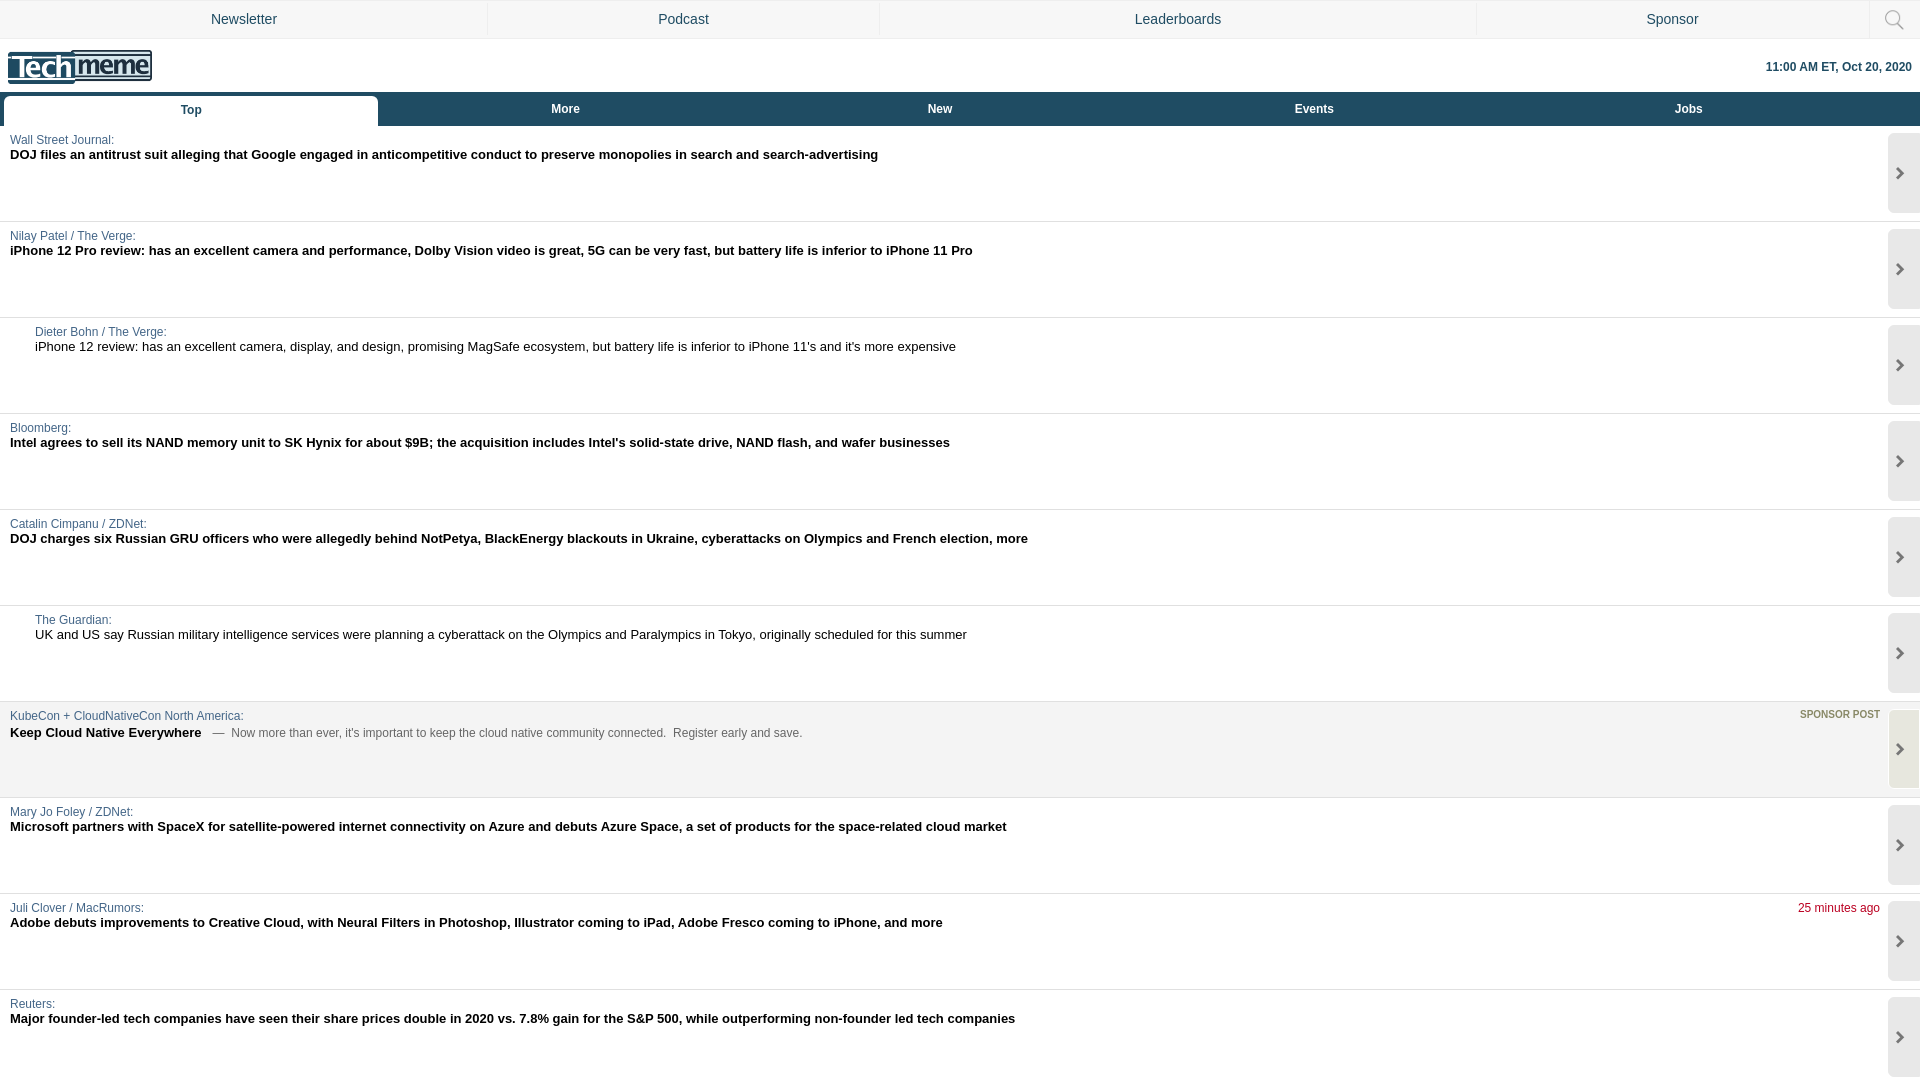 Newsletter
Podcast
Leaderboards
Sponsor
Techmeme
11:00 AM ET, Oct 20, 2020
Top
More
New
Events
Jobs
Wall Street Journal:
DOJ files an antitrust suit alleging that Google engaged in anticompetitive conduct to preserve monopolies in search and search-advertising
Nilay Patel / The Verge:
iPhone 12 Pro review: has an excellent camera and performance, Dolby Vision video is great, 5G can be very fast, but battery life is inferior to iPhone 11 Pro
Dieter Bohn / The Verge:
iPhone 12 review: has an excellent camera, display, and design, promising MagSafe ecosystem, but battery life is inferior to iPhone 11's and it's more expensive
Bloomberg:
Intel agrees to sell its NAND memory unit to SK Hynix for about $9B; the acquisition includes Intel's solid-state drive, NAND flash, and wafer businesses
Catalin Cimpanu / ZDNet:
DOJ charges six Russian GRU officers who were allegedly behind NotPetya, BlackEnergy blackouts in Ukraine, cyberattacks on Olympics and French election, more
The Guardian:
UK and US say Russian military intelligence services were planning a cyberattack on the Olympics and Paralympics in Tokyo, originally scheduled for this summer
KubeCon + CloudNativeCon North America:
SPONSOR POST
Keep Cloud Native Everywhere — Now more than ever, it's important to keep the cloud native community connected. Register early and save.
Mary Jo Foley / ZDNet:
Microsoft partners with SpaceX for satellite-powered internet connectivity on Azure and debuts Azure Space, a set of products for the space-related cloud market
Juli Clover / MacRumors:
25 minutes ago
Adobe debuts improvements to Creative Cloud, with Neural Filters in Photoshop, Illustrator coming to iPad, Adobe Fresco coming to iPhone, and more
Reuters:
Major founder-led tech companies have seen their share prices double in 2020 vs. 7.8% gain for the S&P 500, while outperforming non-founder led tech companies